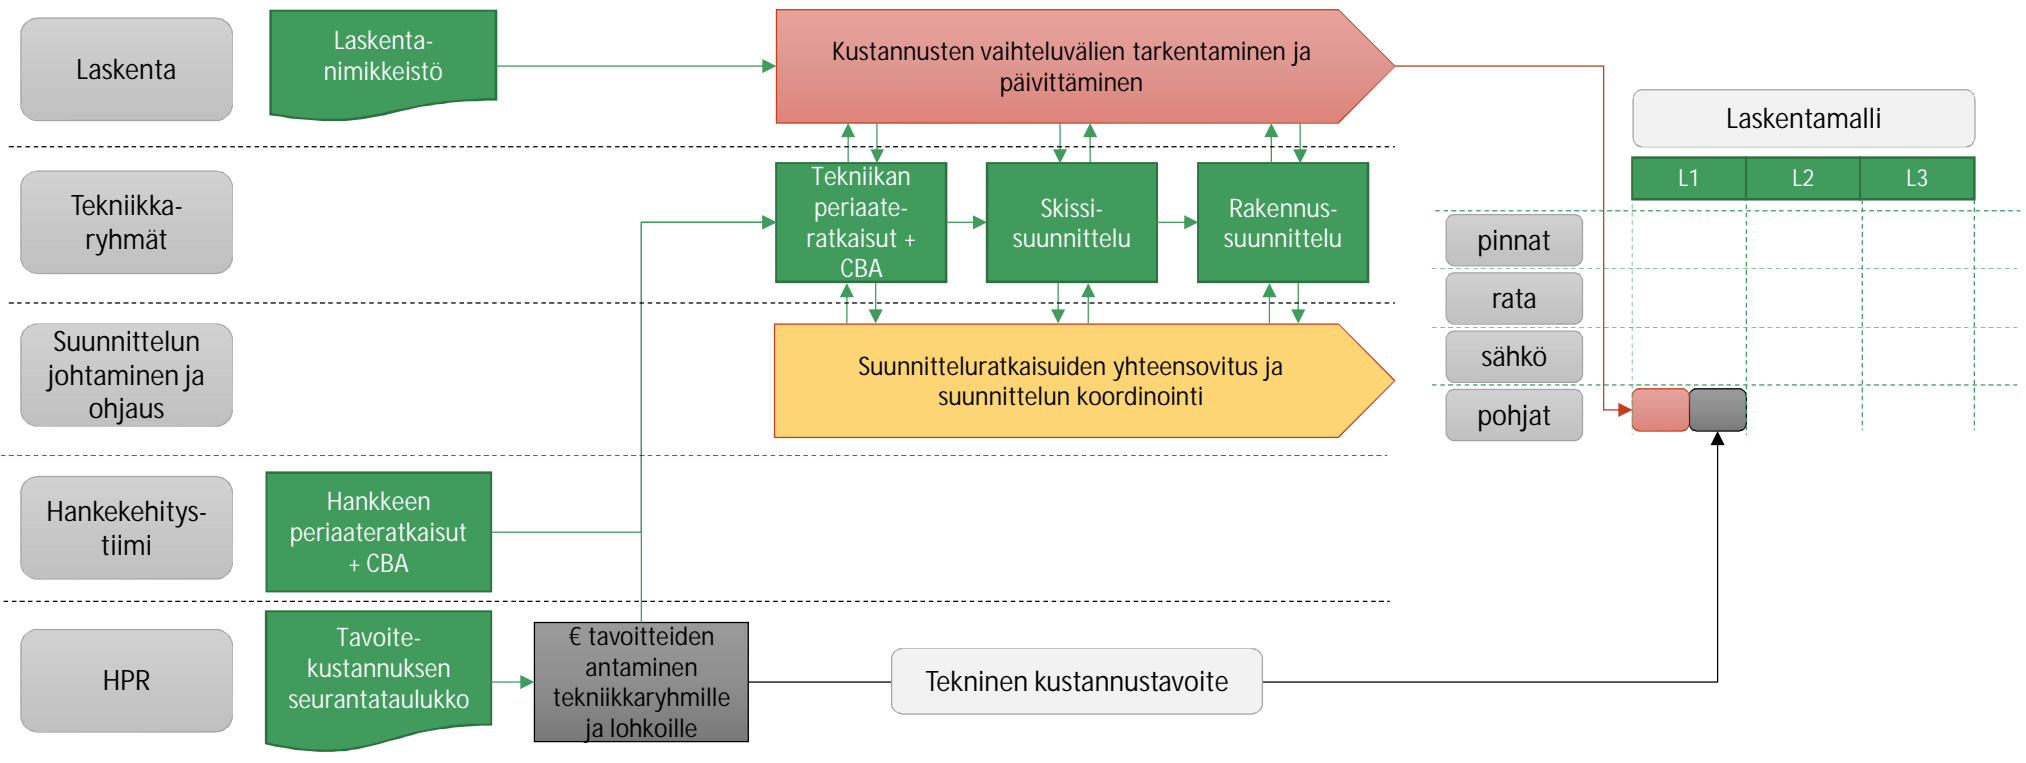 Laskenta
Laskenta-
nimikkeistö
Kustannusten vaihteluvälien tarkentaminen ja
päivittäminen
Laskentamalli
L1
L2
L3
Tekniikka-
ryhmät
Tekniikan
periaate-
ratkaisut +
CBA
Skissi-
suunnittelu
Rakennus-
suunnittelu
pinnat
rata
sähkö
pohjat
Suunnittelun
johtaminen ja
ohjaus
Suunnitteluratkaisuiden yhteensovitus ja
suunnittelun koordinointi
Hankekehitys-
tiimi
Hankkeen
periaateratkaisut
+ CBA
HPR
Tavoite-
kustannuksen
seurantataulukko
€ tavoitteiden
antaminen
tekniikkaryhmille
ja lohkoille
Tekninen kustannustavoite